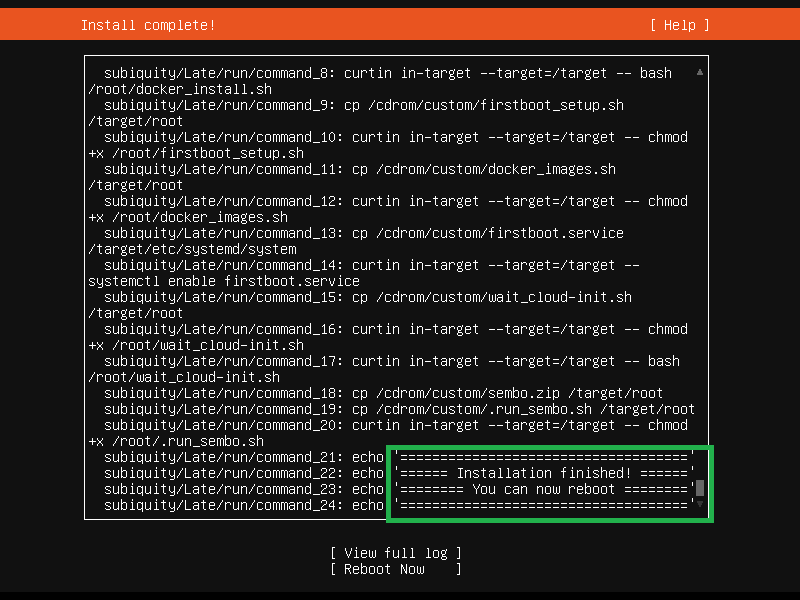 Install complete! [ Help ]
subiquity/Late/run/command_8: curtin in-target --target=/target -- bash
/root/docker_install.sh
subiquity/Late/run/command_9: cp /cdrom/custom/firstboot_setup.sh
/target/root
subiquity/Late/run/command_10: curtin in-target --target=/target -- chmod
+x /root/firstboot_setup.sh
subiquity/Late/run/command_11: cp /cdrom/custom/docker_images.sh
/target/root
subiquity/Late/run/command_12: curtin in-target --target=/target -- chmod
+x /root/docker_images.sh
subiquity/Late/run/command_13: cp /cdrom/custom/firstboot.service
/target/etc/systemd/system
subiquity/Late/run/command_14: curtin in-target --target=/target --
systemctl enable firstboot.service
subiquity/Late/run/command_15: cp /cdrom/custom/wait_cloud-init.sh
/target/root
subiquity/Late/run/command_16: curtin in-target --target=/target -- chmod
+x /root/wait_cloud-init.sh
subiquity/Late/run/command_17: curtin in-target --target=/target -- bash
/root/wait_cloud-init.sh
subiquity/Late/run/command_18: cp /cdrom/custom/sembo.zip /target/root
subiquity/Late/run/command_19: cp /cdrom/custom/.run_sembo.sh /target/root
subiquity/Late/run/command_20: curtin in-target --target=/target -- chmod
+x /root/.run_sembo.sh
subiquity/Late/run/command_21: echo '===================================='
subiquity/Late/run/command_22: echo '====== Installation finished! ======'
subiquity/Late/run/command_23: echo '======== You can now reboot ========'
subiquity/Late/run/command_24: echo '===================================='
[ View full log ]
[ Reboot Now ]